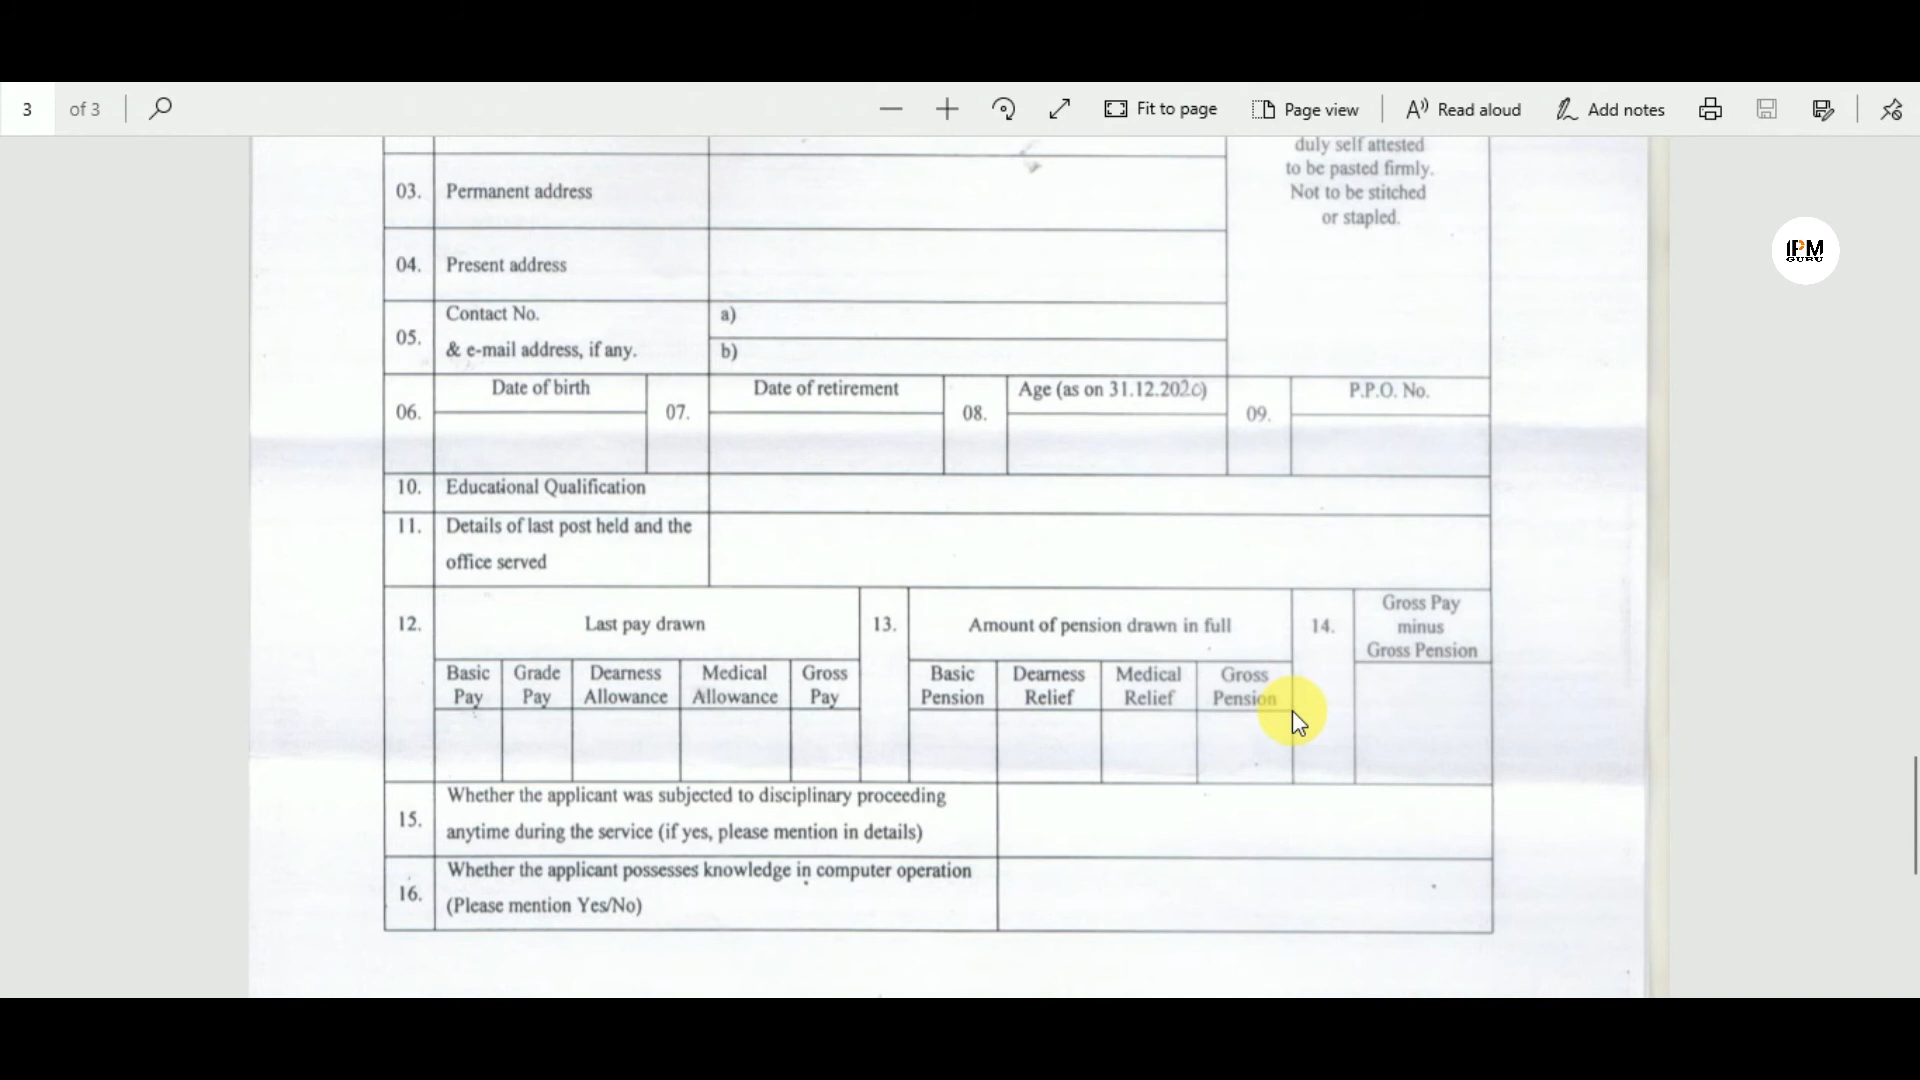 3 of 3
Fit to page
Page view
Read aloud
Add notes
duly self attested
to be pasted firmly.
Not to be stitched
or stapled.
03. Permanent address
04. Present address
05. Contact No. a)
& e-mail address, if any. b)
06. Date of birth 07. Date of retirement 08. Age (as on 31.12.2020) 09. P.P.O. No.
10. Educational Qualification
11. Details of last post held and the
office served
12. Last pay drawn 13. Amount of pension drawn in full 14. Gross Pay
minus
Gross Pension
Basic Grade Dearness Medical Gross Basic Dearness Medical Gross
Pay Pay Allowance Allowance Pay Pension Relief Relief Pension
15. Whether the applicant was subjected to disciplinary proceeding
anytime during the service (if yes, please mention in details)
16. Whether the applicant possesses knowledge in computer operation
(Please mention Yes/No)
IPM
GURU